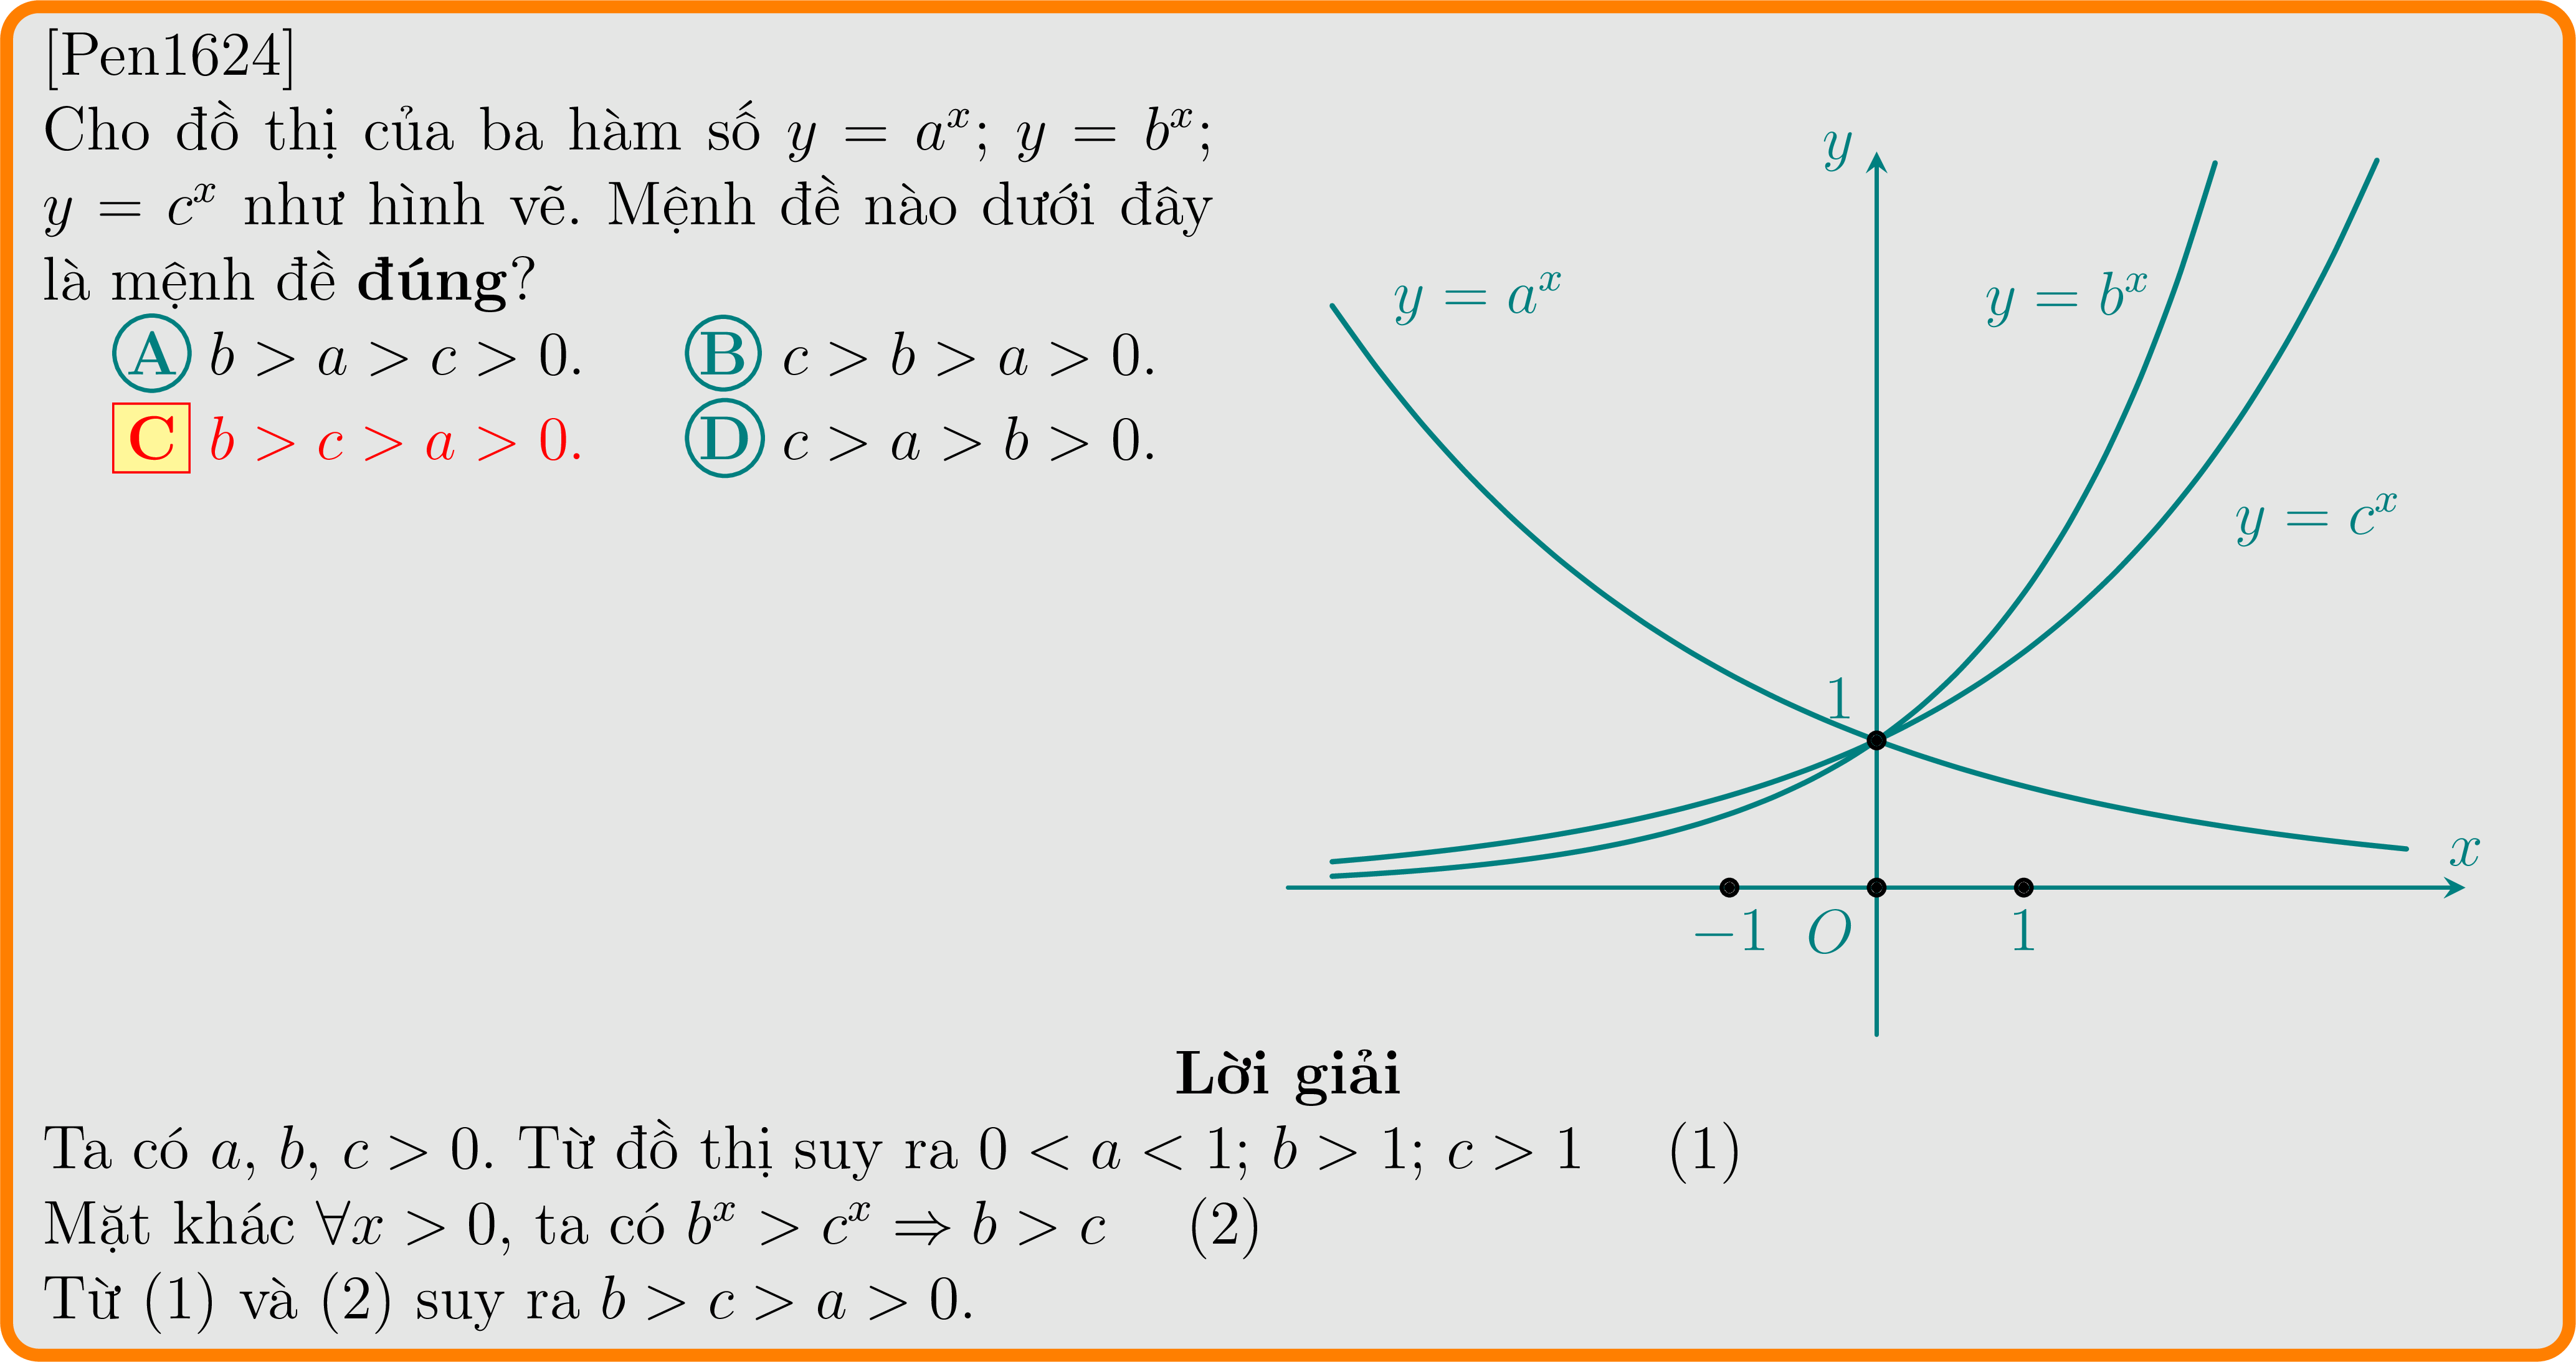 [Pen1624]
Cho đồ thị của ba hàm số y = a^x; y = b^x;
y = c^x như hình vẽ. Mệnh đề nào dưới đây
là mệnh đề đúng?
A b > a > c > 0. B c > b > a > 0.
C b > c > a > 0. D c > a > b > 0.
y
y = a^x
y = b^x
y = c^x
1
x
−1
O
1
Lời giải
Ta có a, b, c > 0. Từ đồ thị suy ra 0 < a < 1; b > 1; c > 1 (1)
Mặt khác ∀x > 0, ta có b^x > c^x ⇒ b > c (2)
Từ (1) và (2) suy ra b > c > a > 0.